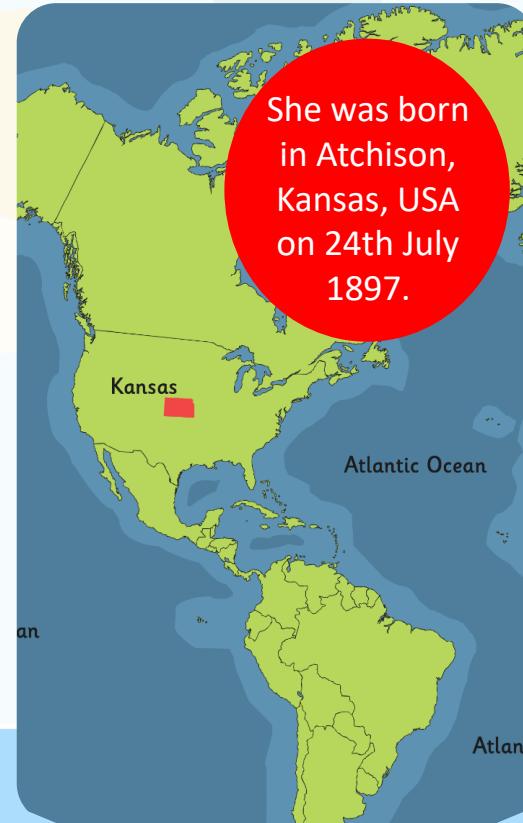 She was born
in Atchison,
Kansas, USA
on 24th July
1897.
Kansas
Atlantic Ocean
an
Atlan